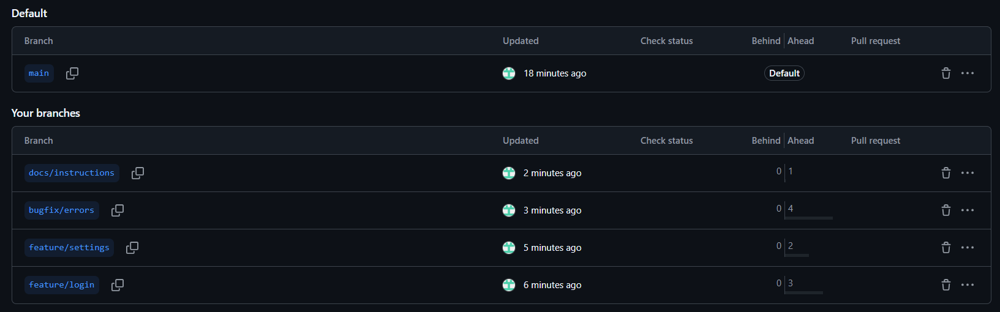 Default
Branch Updated Check status Behind Ahead Pull request
main 18 minutes ago Default
Your branches
Branch Updated Check status Behind Ahead Pull request
docs/instructions 2 minutes ago 0 1
bugfix/errors 3 minutes ago 0 4
feature/settings 5 minutes ago 0 2
feature/login 6 minutes ago 0 3